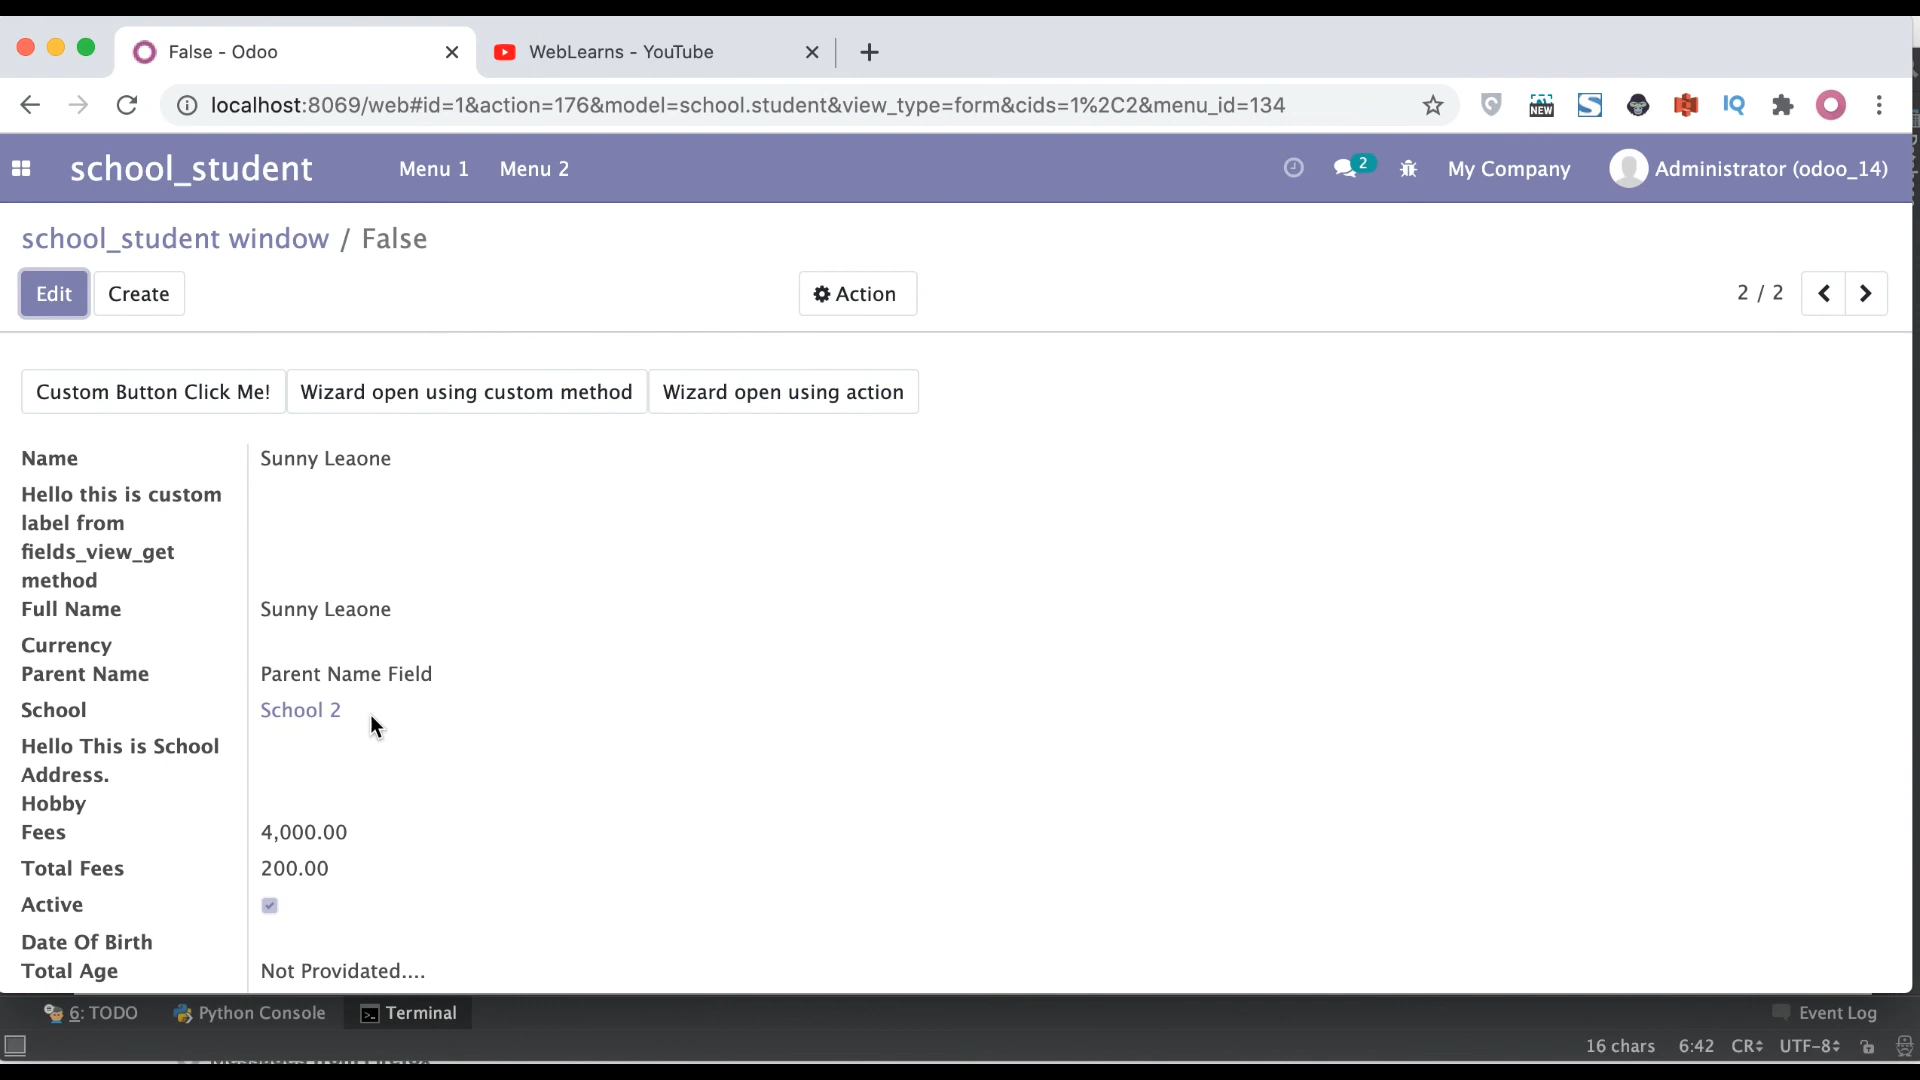 False - Odoo
WebLearns - YouTube
localhost:8069/web#id=1&action=176&model=school.student&view_type=form&cids=1%2C2&menu_id=134
NEW
IQ
school_student Menu 1 Menu 2
2 My Company Administrator (odoo_14)
school_student window / False
Edit Create Action 2 / 2
Custom Button Click Me! Wizard open using custom method Wizard open using action
Name Sunny Leaone
Hello this is custom
label from
fields_view_get
method
Full Name Sunny Leaone
Currency
Parent Name Parent Name Field
School School 2
Hello This is School
Address.
Hobby
Fees 4,000.00
Total Fees 200.00
Active
Date Of Birth
Total Age Not Providated....
6: TODO Python Console Terminal Event Log
16 chars 6:42 CR UTF-8